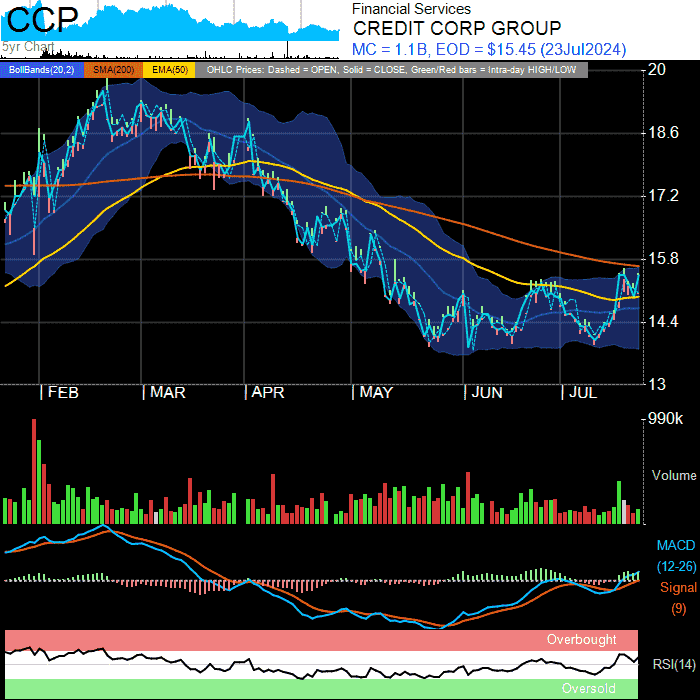 CCP
5yr Chart
Financial Services
CREDIT CORP GROUP
MC = 1.1B, EOD = $15.45 (23Jul2024)
BollBands(20,2) SMA(200) EMA(50) OHLC Prices: Dashed = OPEN, Solid = CLOSE, Green/Red bars = Intra-day HIGH/LOW
20
18.6
17.2
15.8
14.4
13
| FEB | MAR | APR | MAY | JUN | JUL
990k
Volume
MACD
(12-26)
Signal
(9)
Overbought
RSI(14)
Oversold